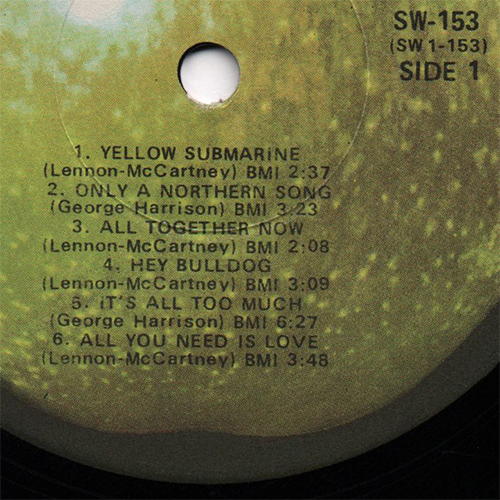 SW-153
(SW 1-153)
SIDE 1
1. YELLOW SUBMARINE
(Lennon-McCartney) BMI 2:37
2. ONLY A NORTHERN SONG
(George Harrison) BMI 3:23
3. ALL TOGETHER NOW
(Lennon-McCartney) BMI 2:08
4. HEY BULLDOG
(Lennon-McCartney) BMI 3:09
5. IT'S ALL TOO MUCH
(George Harrison) BMI 6:27
6. ALL YOU NEED IS LOVE
(Lennon-McCartney) BMI 3:48